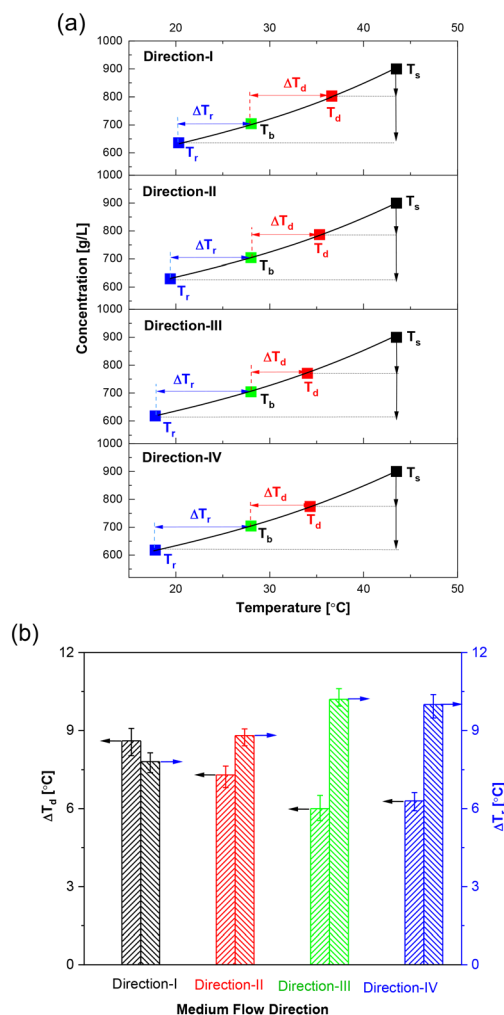 (a)
20 30 40 50
Direction-I
ΔTd
ΔTr
Ts
Td
Tb
Tr
1000
900
800
700
600
Direction-II
ΔTd
ΔTr
Ts
Td
Tb
Tr
1000
900
800
700
600
Direction-III
ΔTd
ΔTr
Ts
Td
Tb
Tr
1000
900
800
700
600
Direction-IV
ΔTd
ΔTr
Ts
Td
Tb
Tr
1000
900
800
700
600
Concentration [g/L]
20 30 40 50
Temperature [°C]
(b)
12
9
6
3
0
ΔTd [°C]
12
9
6
3
0
[°C]
Direction-I Direction-II Direction-III Direction-IV
Medium Flow Direction